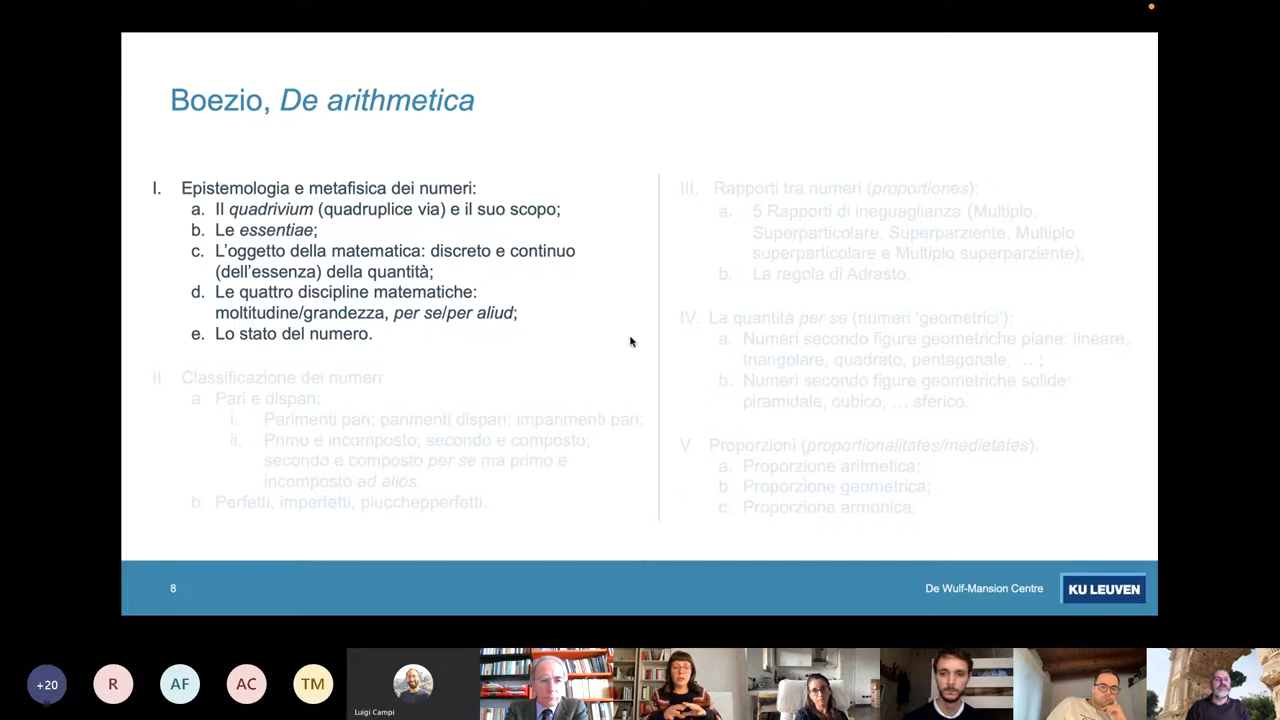 Boezio, De arithmetica
I. Epistemologia e metafisica dei numeri:
a. Il quadrivium (quadruplice via) e il suo scopo;
b. Le essentiae;
c. L'oggetto della matematica: discreto e continuo
(dell'essenza) della quantità;
d. Le quattro discipline matematiche:
moltitudine/grandezza, per se/per aliud;
e. Lo stato del numero.
II Classificazione dei numeri:
a Pari e dispari:
i. Parimenti pari; parimenti dispari; imparimenti pari;
ii. Primo e incomposto; secondo e composto;
secondo e composto per se ma primo e
incomposto ad alios.
b. Perfetti, imperfetti, piucchepperfetti.
III. Rapporti tra numeri (proportiones):
a. 5 Rapporti di ineguaglianza (Multiplo,
Superparticolare, Superparziente, Multiplo
superparticolare e Multiplo superparziente);
b. La regola di Adrasto.
IV. La quantità per se (numeri 'geometrici'):
a. Numeri secondo figure geometriche piane: lineare,
triangolare, quadrato, pentagonale, … ;
b. Numeri secondo figure geometriche solide
piramidale, cubico, … sferico.
V Proporzioni (proportionalitates/medietates).
a. Proporzione aritmetica;
b. Proporzione geometrica;
c. Proporzione armonica.
8
De Wulf-Mansion Centre
KU LEUVEN
+20
R
AF
AC
TM
Luigi Campi